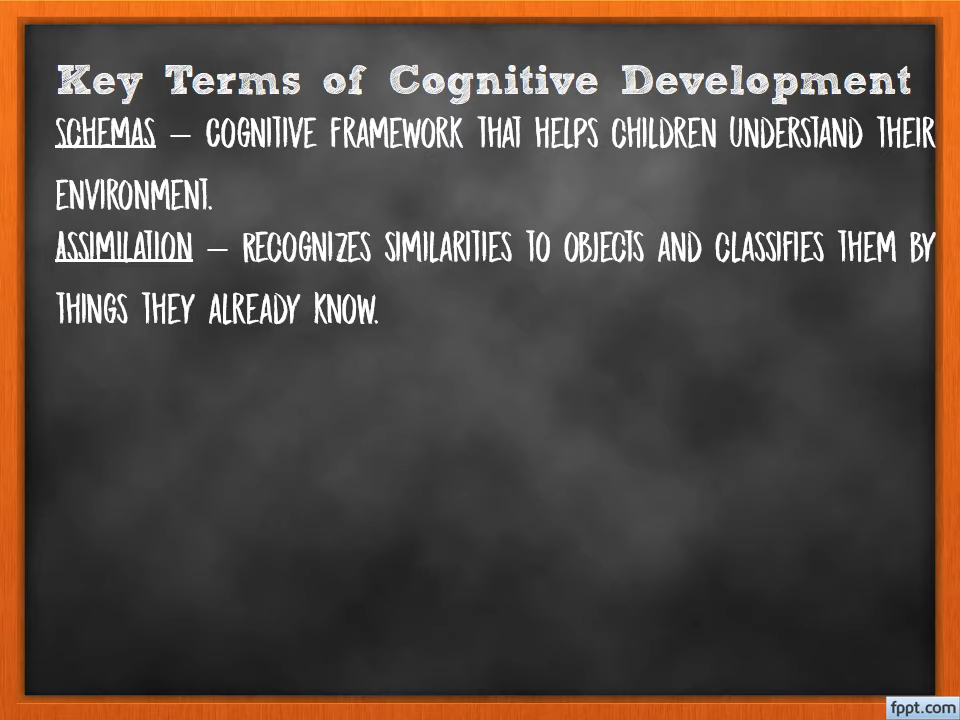 Key Terms of Cognitive Development
SCHEMAS – COGNITIVE FRAMEWORK THAT HELPS CHILDREN UNDERSTAND THEIR
ENVIRONMENT.
ASSIMILATION – RECOGNIZES SIMILARITIES TO OBJECTS AND CLASSIFIES THEM BY
THINGS THEY ALREADY KNOW.
fppt.com